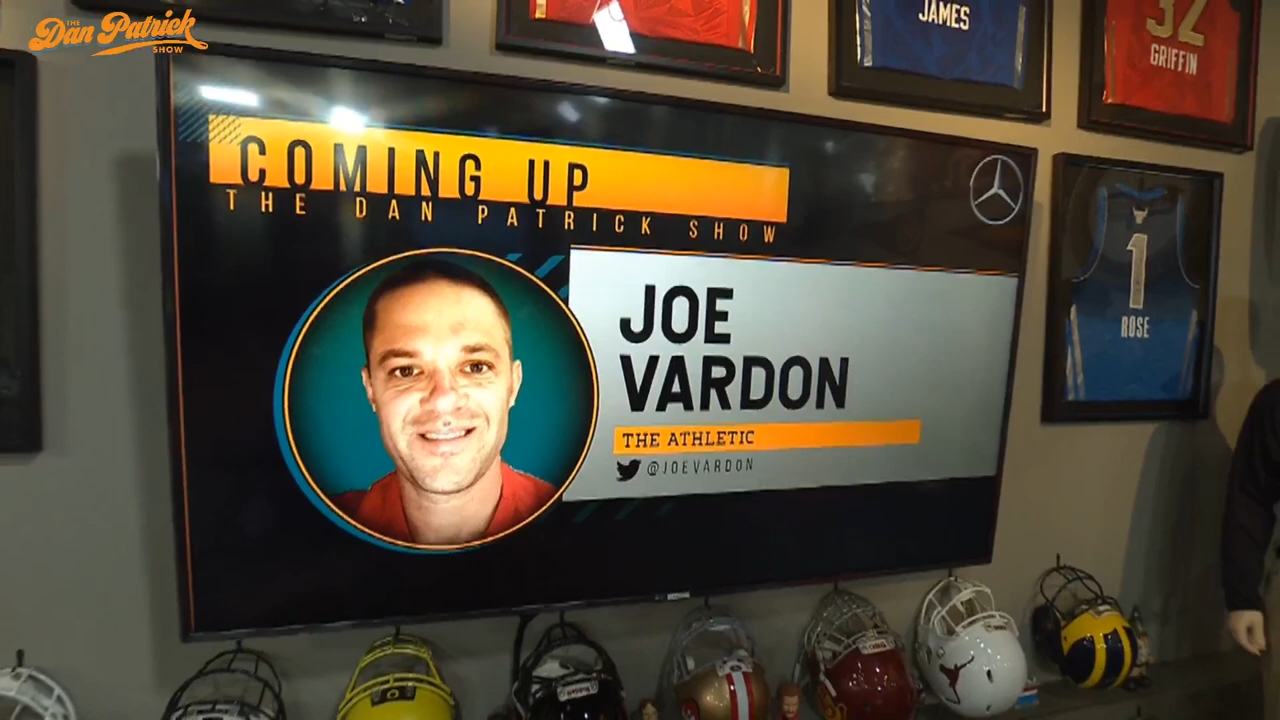 THE
Dan Patrick
SHOW
JAMES
32
GRIFFIN
COMING UP
THE DAN PATRICK SHOW
JOE
VARDON
THE ATHLETIC
@JOEVARDON
1
ROSE